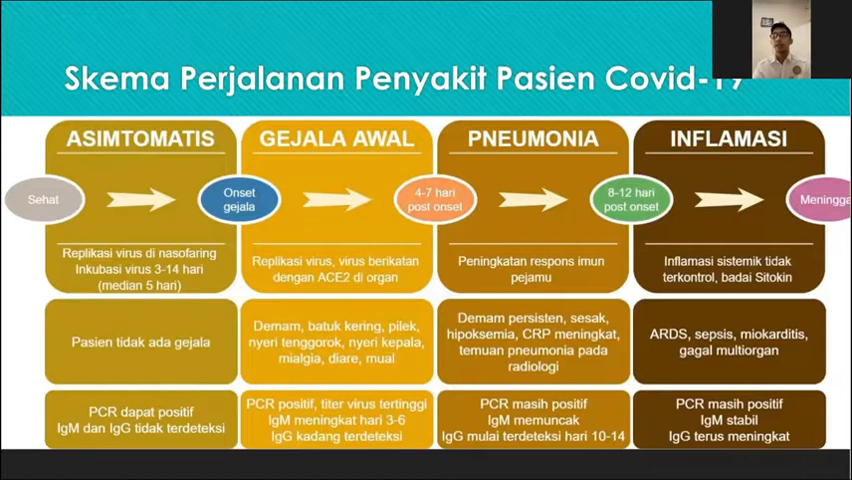 Skema Perjalanan Penyakit Pasien Covid-19
ASIMTOMATIS
GEJALA AWAL
PNEUMONIA
INFLAMASI
Sehat
Onset
gejala
4-7 hari
post onset
8-12 hari
post onset
Meningga
Replikasi virus di nasofaring
Inkubasi virus 3-14 hari
(median 5 hari)
Replikasi virus, virus berikatan
dengan ACE2 di organ
Peningkatan respons imun
pejamu
Inflamasi sistemik tidak
terkontrol, badai Sitokin
Pasien tidak ada gejala
Demam, batuk kering, pilek,
nyeri tenggorok, nyeri kepala,
mialgia, diare, mual
Demam persisten, sesak,
hipoksemia, CRP meningkat,
temuan pneumonia pada
radiologi
ARDS, sepsis, miokarditis,
gagal multiorgan
PCR dapat positif
IgM dan IgG tidak terdeteksi
PCR positif, titer virus tertinggi
IgM meningkat hari 3-6
IgG kadang terdeteksi
PCR masih positif
IgM memuncak
IgG mulai terdeteksi hari 10-14
PCR masih positif
IgM stabil
IgG terus meningkat